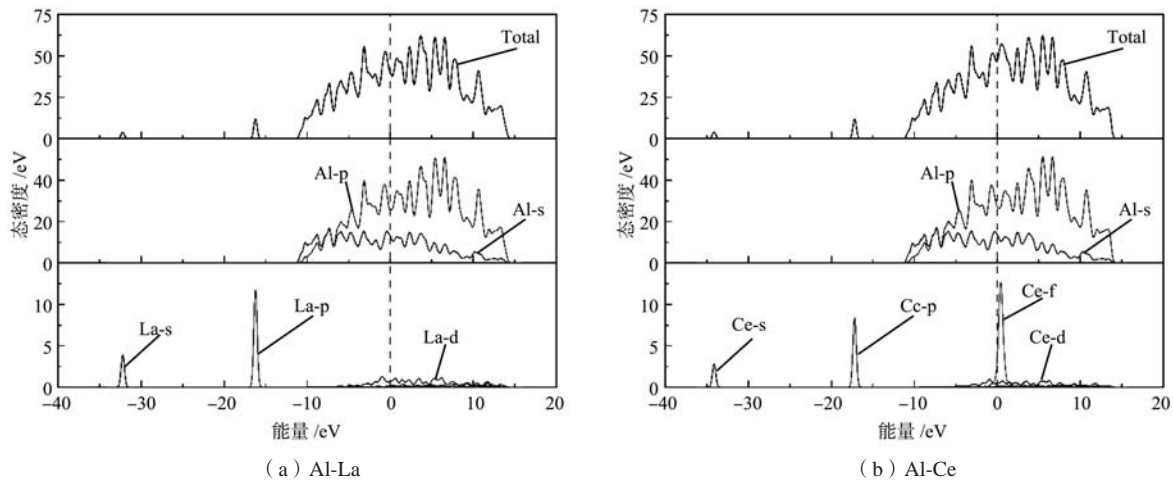 75
50
25
0
Total
态密度 /eV
40
20
0
Al-p
Al-s
10
5
0
La-s
La-p
La-d
−40 −30 −20 −10 0 10 20
能量 /eV
（a）Al-La
75
50
25
0
Total
态密度 /eV
40
20
0
Al-p
Al-s
10
5
0
Ce-s
Cc-p
Ce-f
Ce-d
−40 −30 −20 −10 0 10 20
能量 /eV
（b）Al-Ce